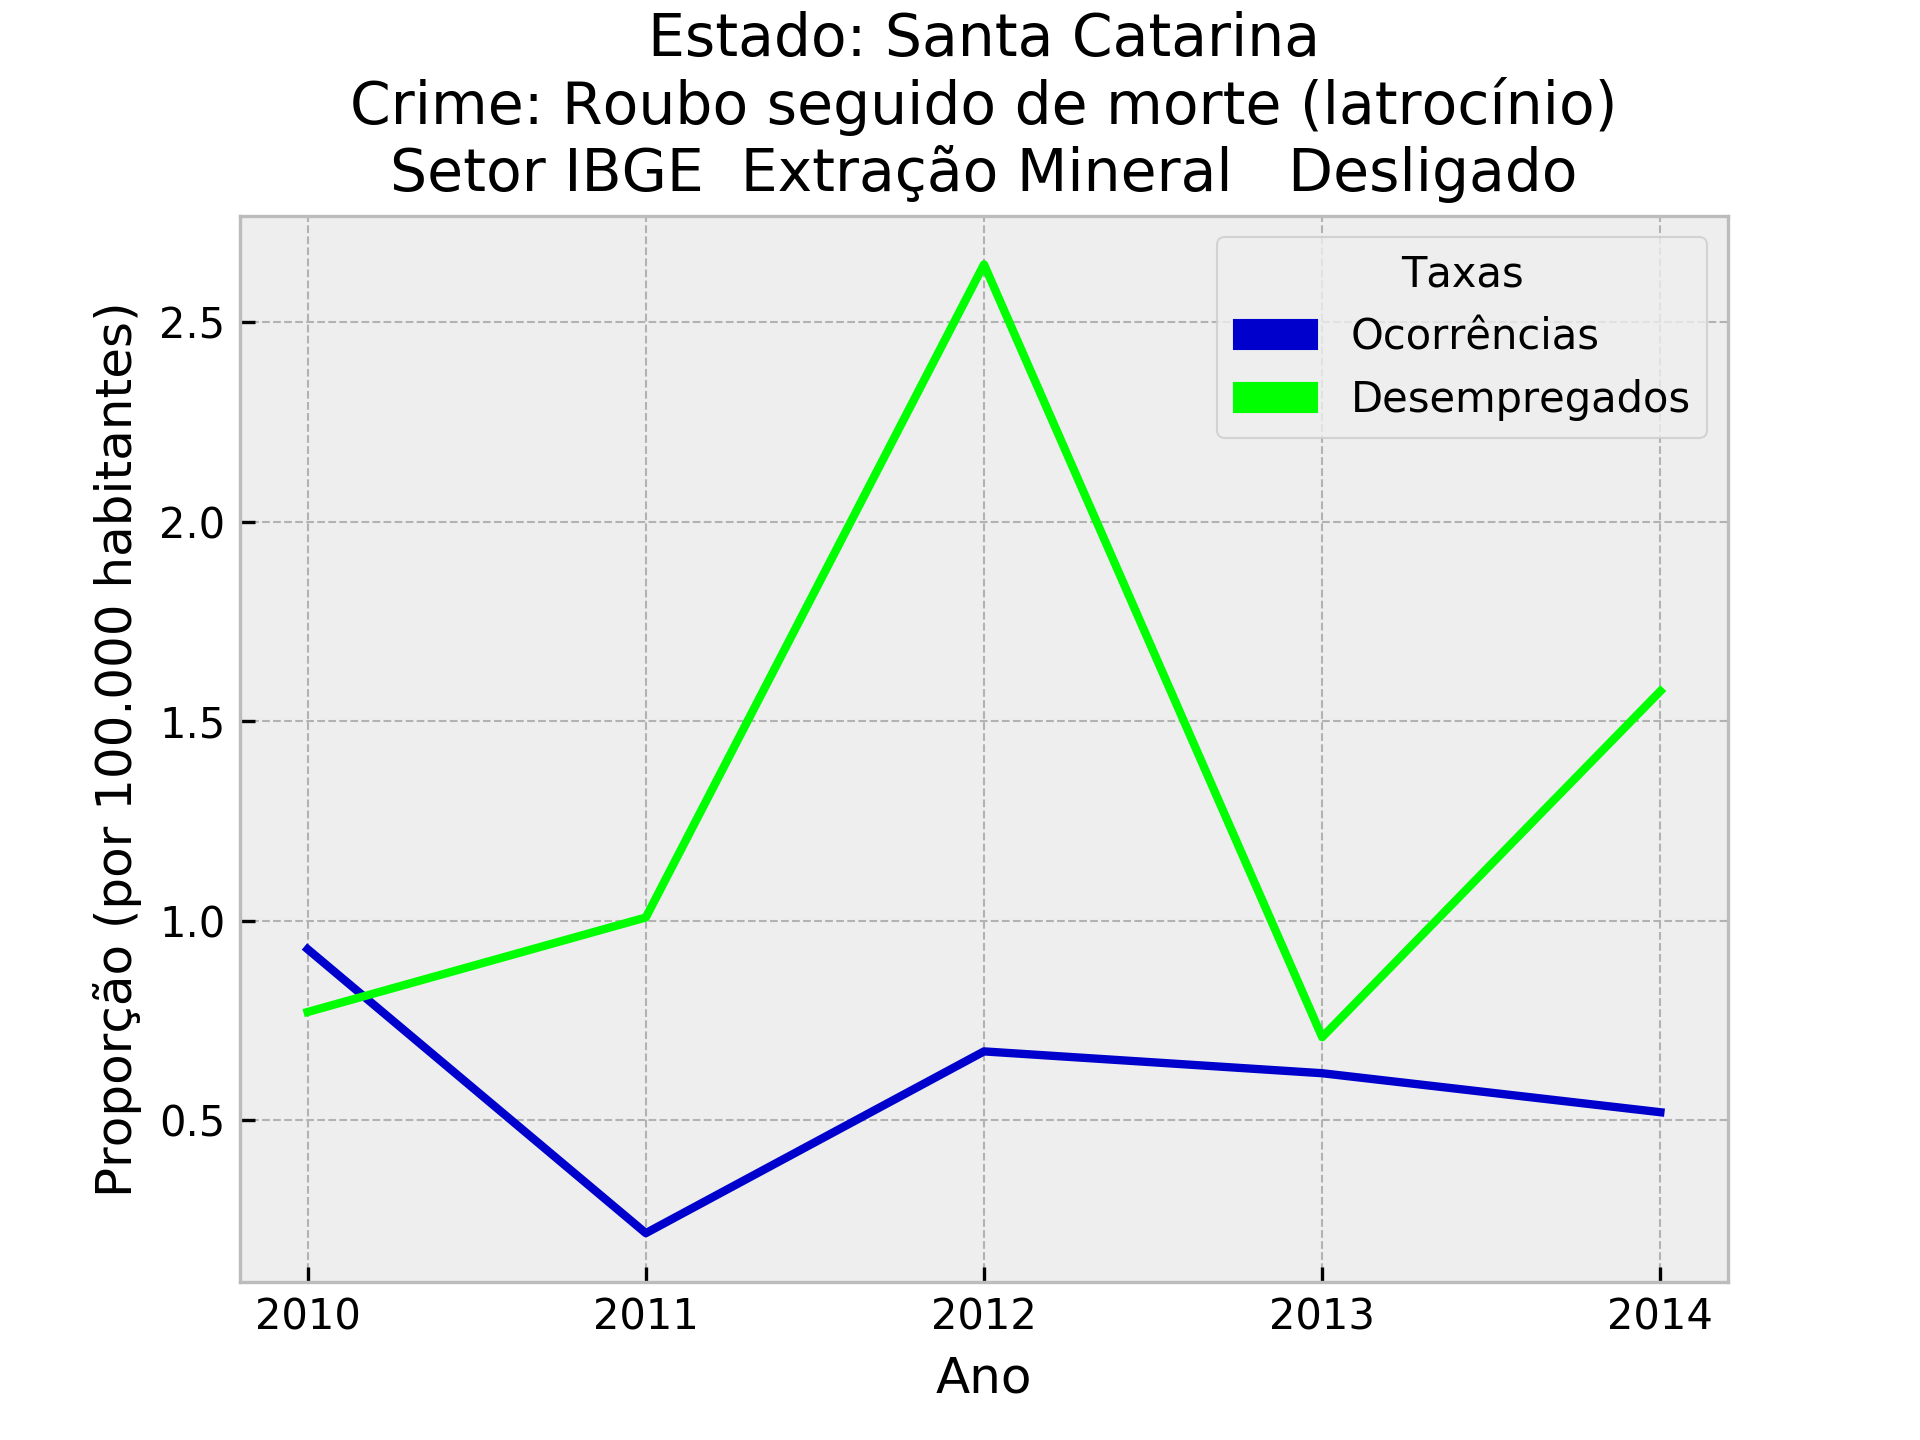 Estado: Santa Catarina
Crime: Roubo seguido de morte (latrocínio)
Setor IBGE  Extração Mineral   Desligado
Taxas
Ocorrências
Desempregados
Proporção (por 100.000 habitantes)
2.5
2.0
1.5
1.0
0.5
2010 2011 2012 2013 2014
Ano